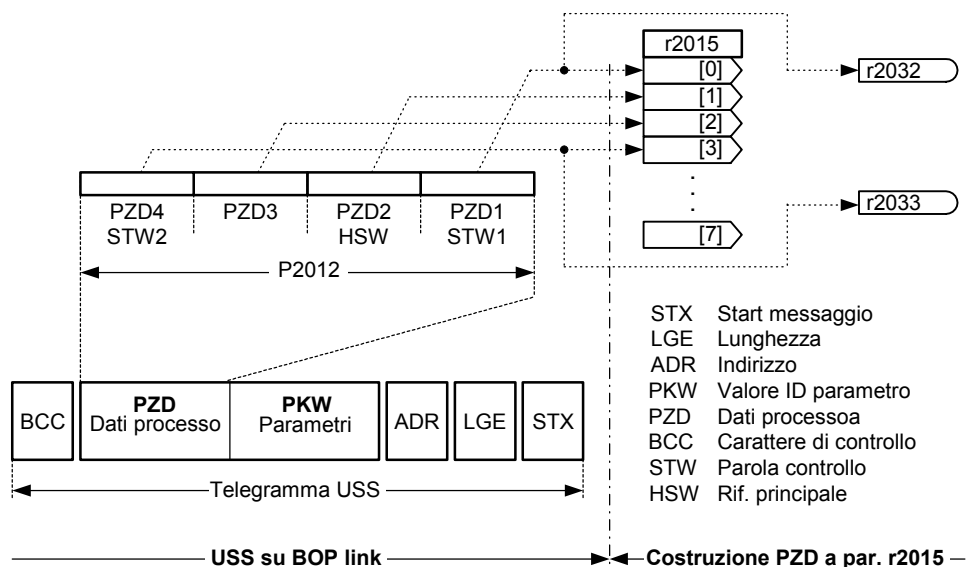 r2015
[0]
r2032
[1]
[2]
[3]
PZD4 PZD3 PZD2 PZD1
STW2 HSW STW1
r2033
[7]
P2012
STX Start messaggio
LGE Lunghezza
ADR Indirizzo
PKW Valore ID parametro
PZD Dati processoa
BCC Carattere di controllo
STW Parola controllo
HSW Rif. principale
BCC PZD Dati processo PKW Parametri ADR LGE STX
Telegramma USS
USS su BOP link Costruzione PZD a par. r2015